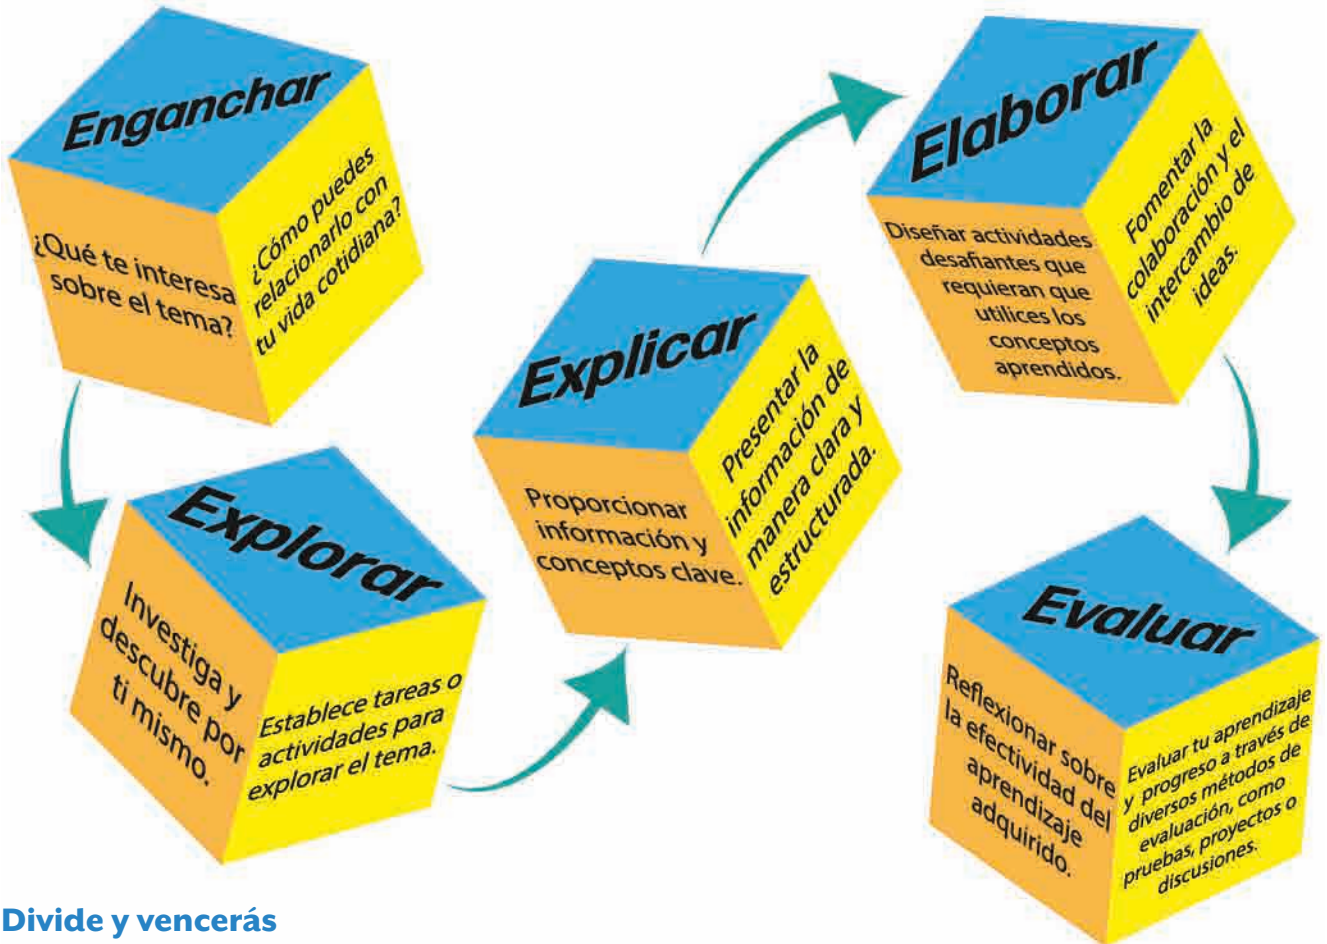 Enganchar
¿Qué te interesa
sobre el tema?
¿Cómo puedes
relacionarlo con
tu vida cotidiana?
Explorar
Investiga y
descubre por
ti mismo.
Establece tareas o
actividades para
explorar el tema.
Explicar
Proporcionar
información y
conceptos clave.
Presentar la
información de
manera clara y
estructurada.
Elaborar
Diseñar actividades
desafiantes que
requieran que
utilices los
conceptos
aprendidos.
Fomentar la
colaboración y el
intercambio de
ideas.
Evaluar
Reflexionar sobre
la efectividad del
aprendizaje
adquirido.
Evaluar tu aprendizaje
y progreso a través de
diversos métodos de
evaluación, como
pruebas, proyectos o
discusiones.
Divide y vencerás